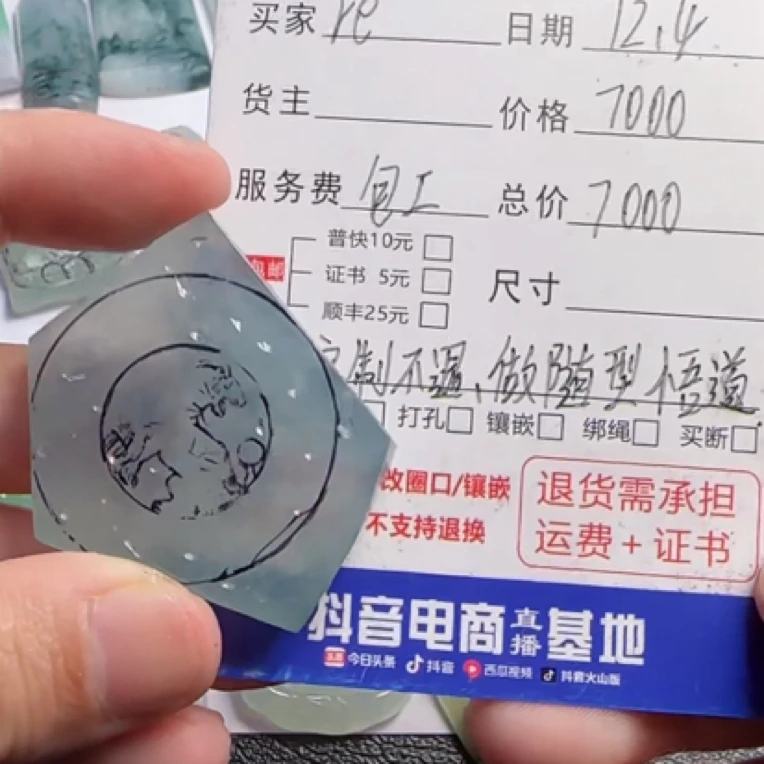 买家 日期 12.4
货主 价格 7000
服务费 包工 总价 7000
普快10元
包邮 证书 5元 尺寸
顺丰25元
定制不退、做随型悟道
打孔 镶嵌 绑绳 买断
改圈口/镶嵌
不支持退换
退货需承担
运费+证书
抖音电商直播基地
头条 今日头条 抖音 西瓜视频 抖音火山版